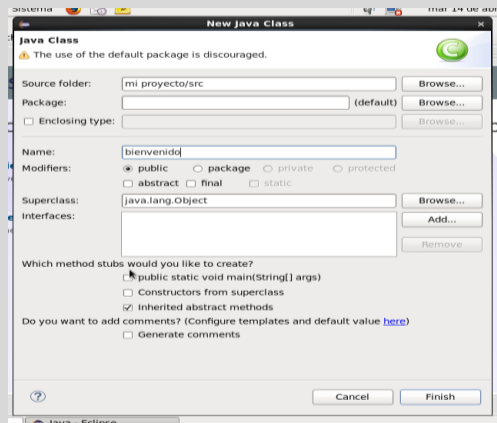 Sistema
mar 14 de ab
New Java Class
Java Class
The use of the default package is discouraged.
Source folder: mi proyecto/src Browse...
Package: (default) Browse...
Enclosing type: Browse...
Name: bienvenido
Modifiers: public package private protected
abstract final static
Superclass: java.lang.Object Browse...
Interfaces: Add...
Remove
Which method stubs would you like to create?
public static void main(String[] args)
Constructors from superclass
Inherited abstract methods
Do you want to add comments? (Configure templates and default value here)
Generate comments
? Cancel Finish
Java - Eclipse